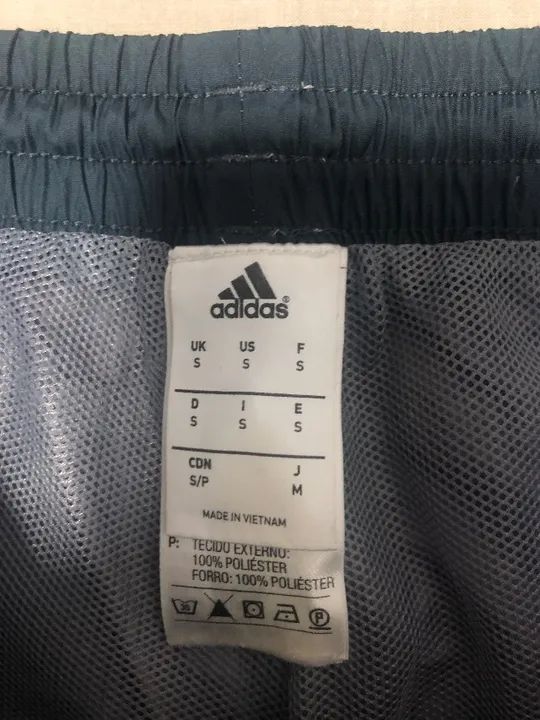 adidas®
UK US F
S S S
D I E
S S S
CDN J
S/P M
MADE IN VIETNAM
P: TECIDO EXTERNO:
100% POLIÉSTER
FORRO: 100% POLIÉSTER
P